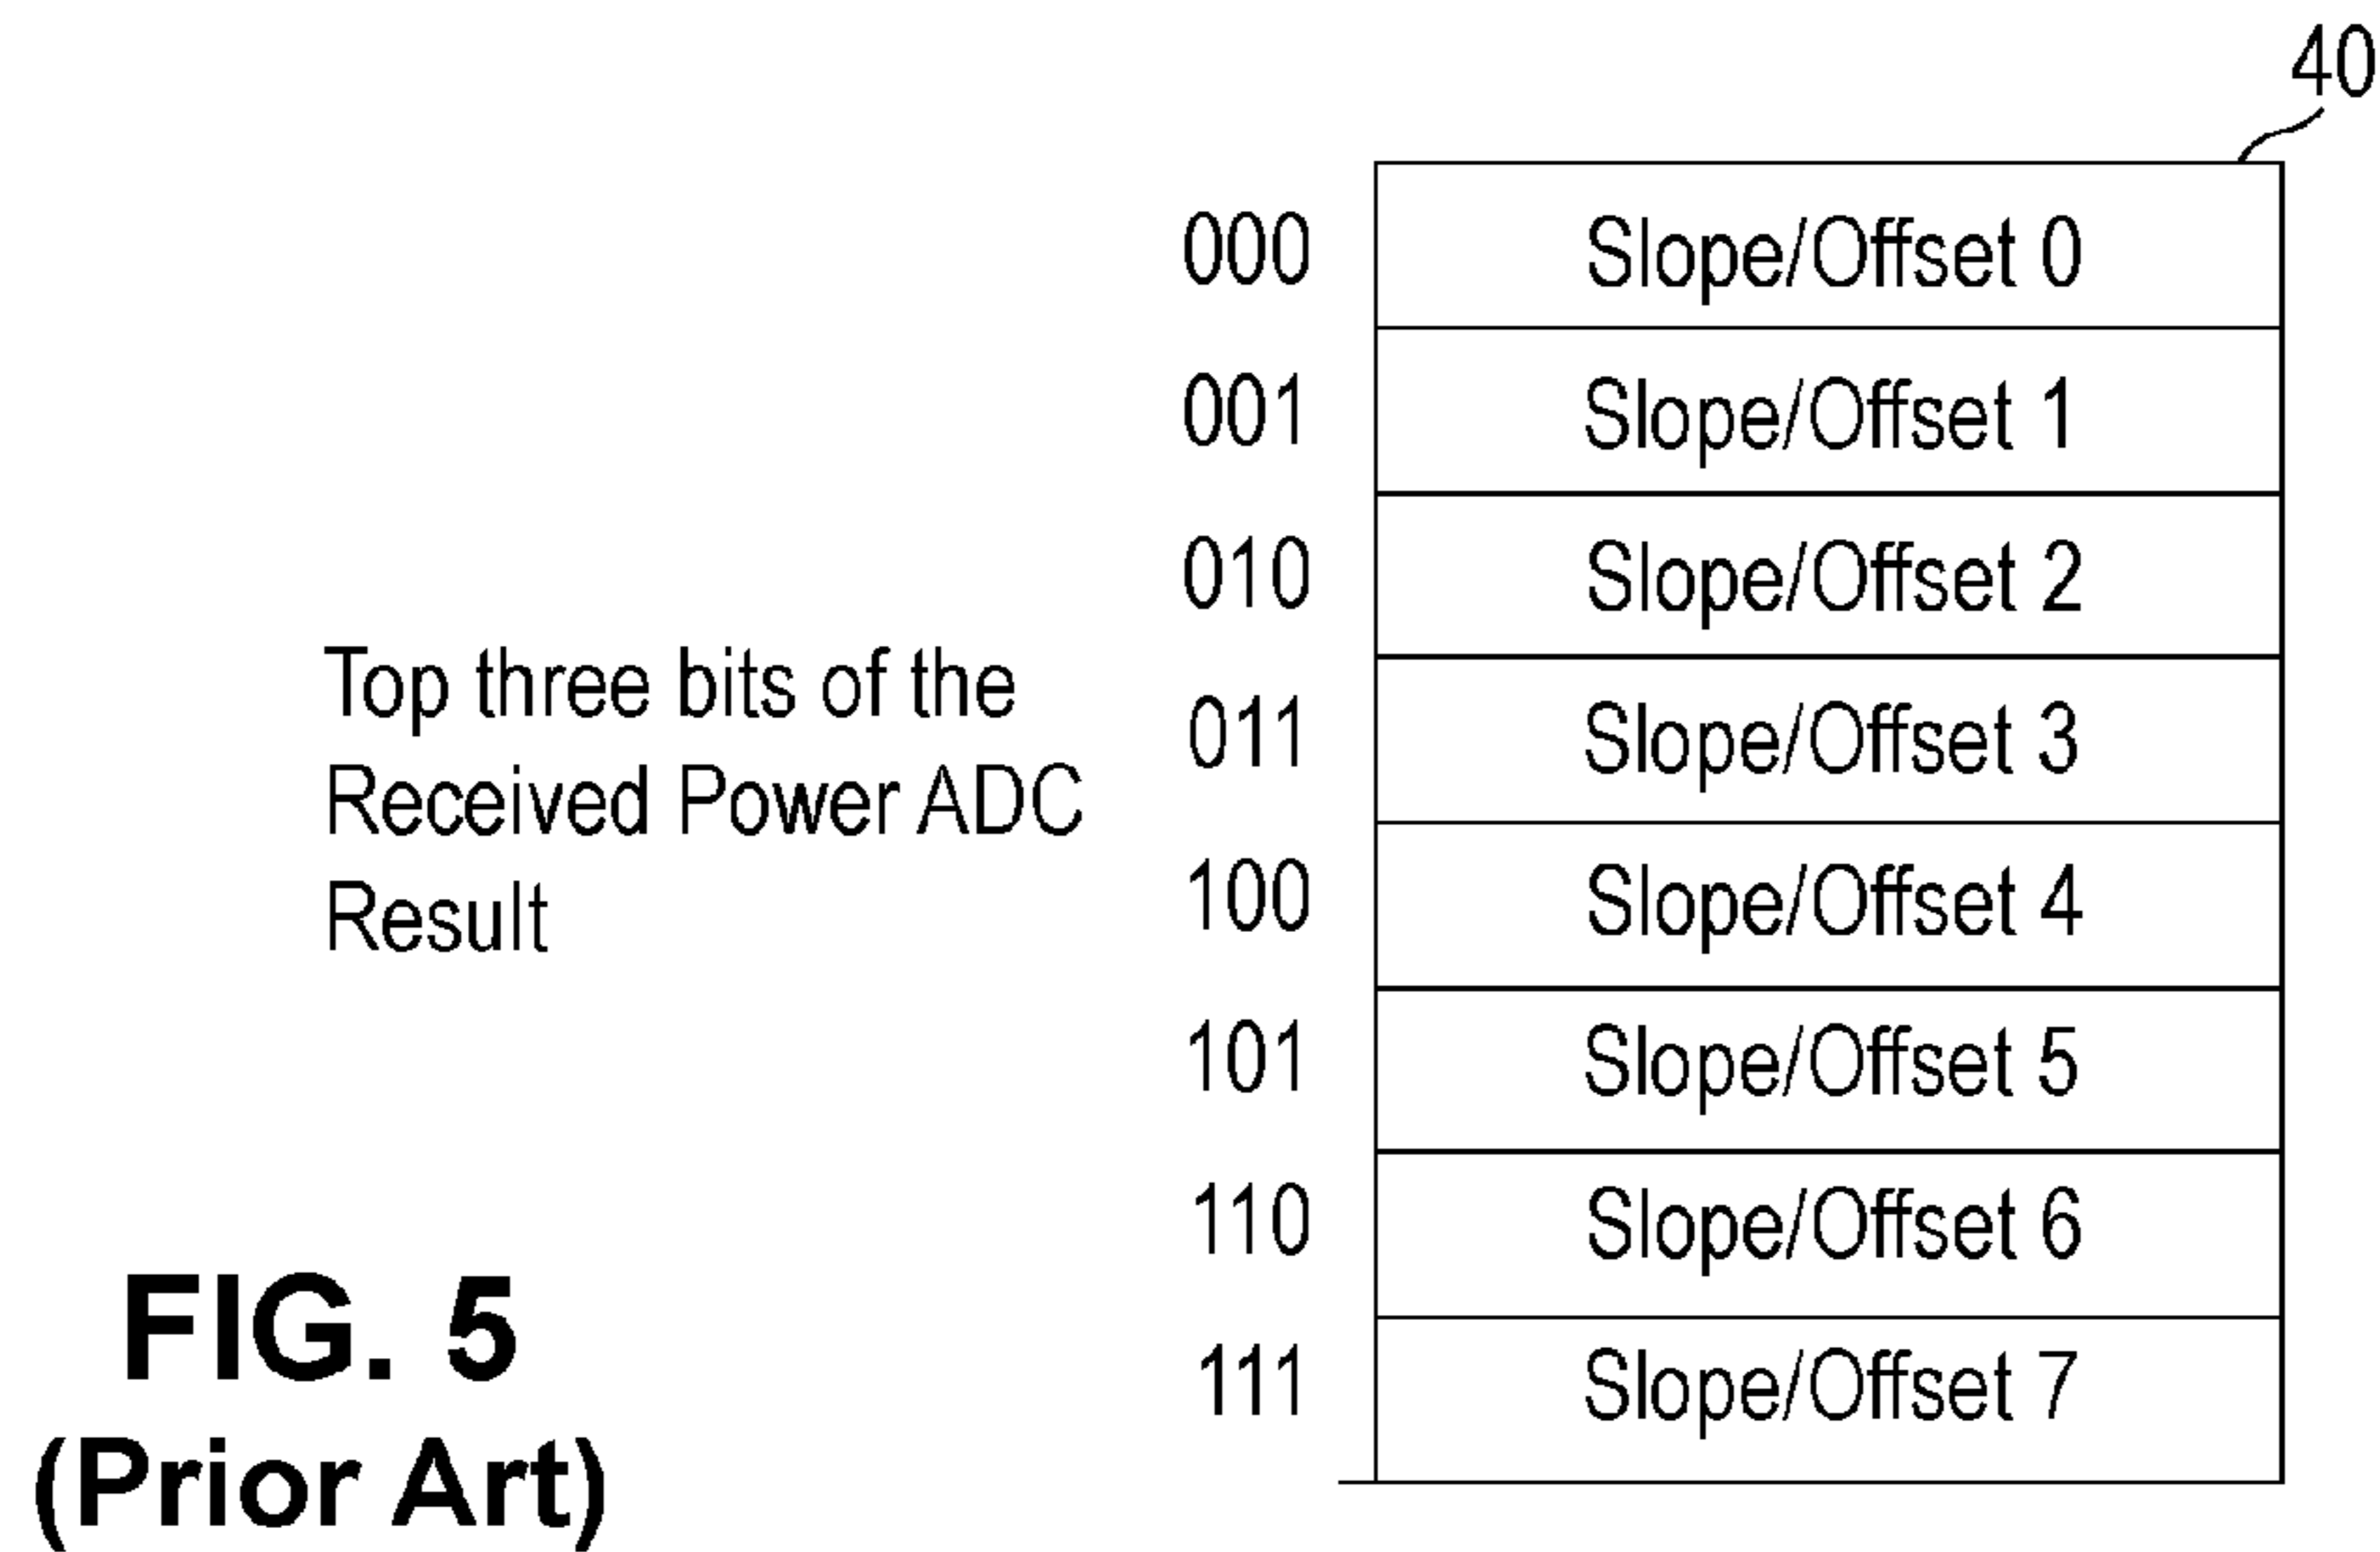 40
000 Slope/Offset 0
001 Slope/Offset 1
010 Slope/Offset 2
Top three bits of the
Received Power ADC
Result
011 Slope/Offset 3
100 Slope/Offset 4
101 Slope/Offset 5
110 Slope/Offset 6
111 Slope/Offset 7
FIG. 5
(Prior Art)